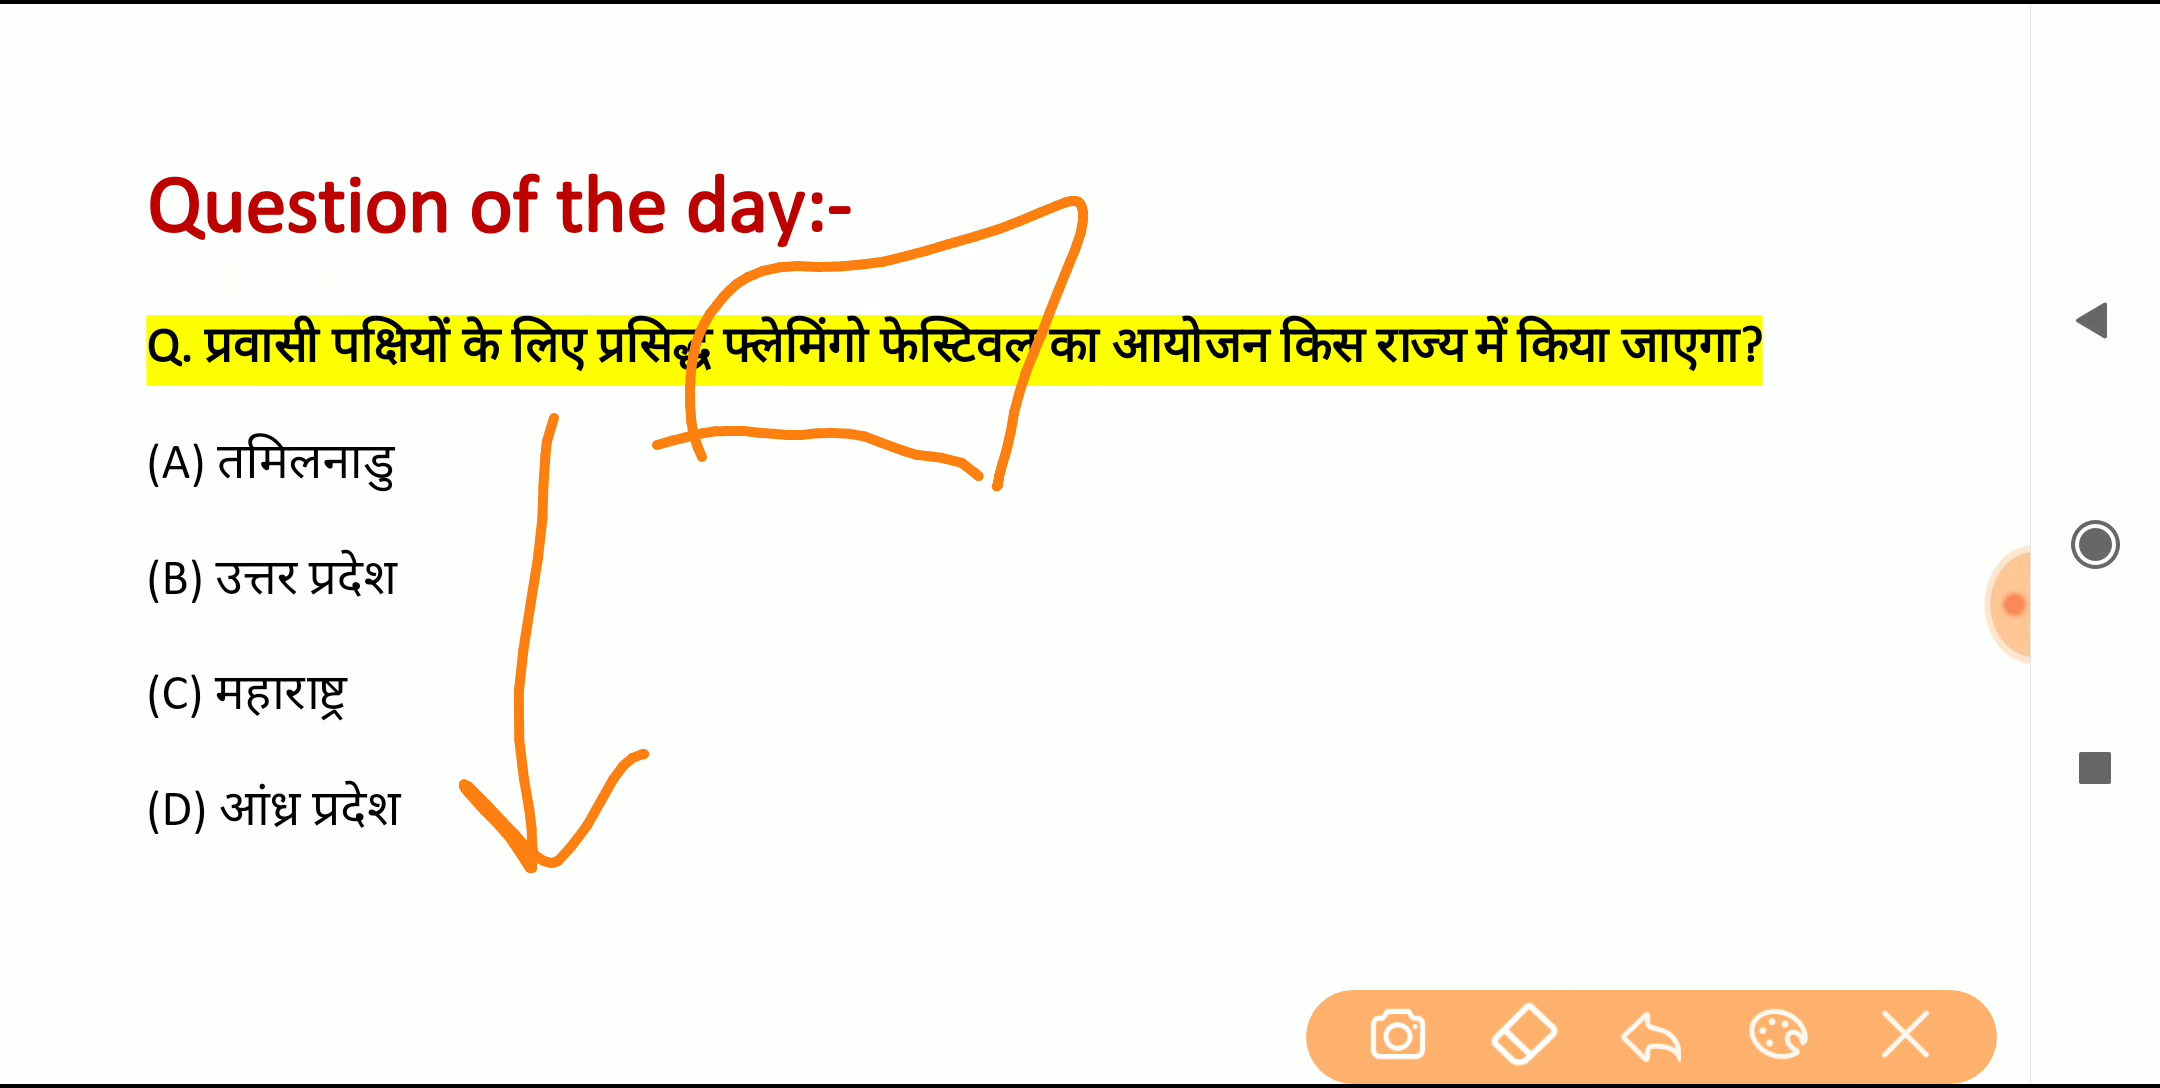 Question of the day:-
Q. प्रवासी पक्षियों के लिए प्रसिद्ध फ्लेमिंगो फेस्टिवल का आयोजन किस राज्य में किया जाएगा?
(A) तमिलनाडु
(B) उत्तर प्रदेश
(C) महाराष्ट्र
(D) आंध्र प्रदेश